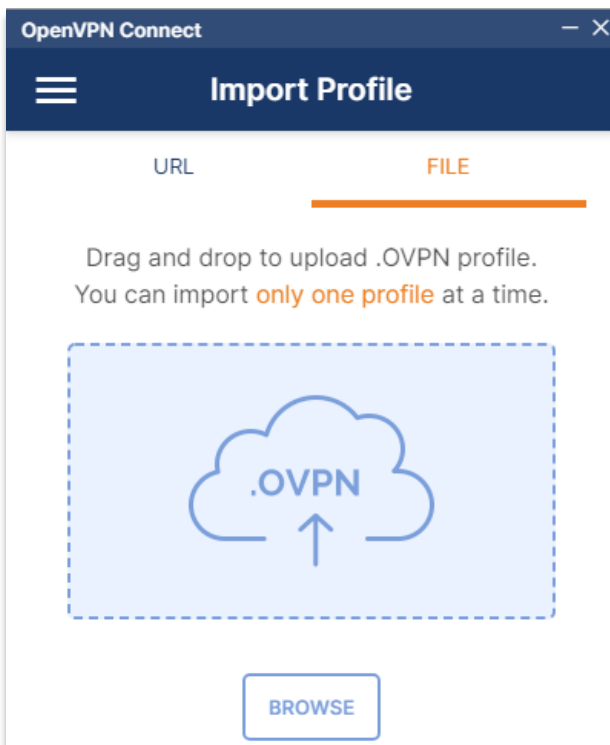 OpenVPN Connect
Import Profile
URL
FILE
Drag and drop to upload .OVPN profile.
You can import only one profile at a time.
.OVPN
BROWSE